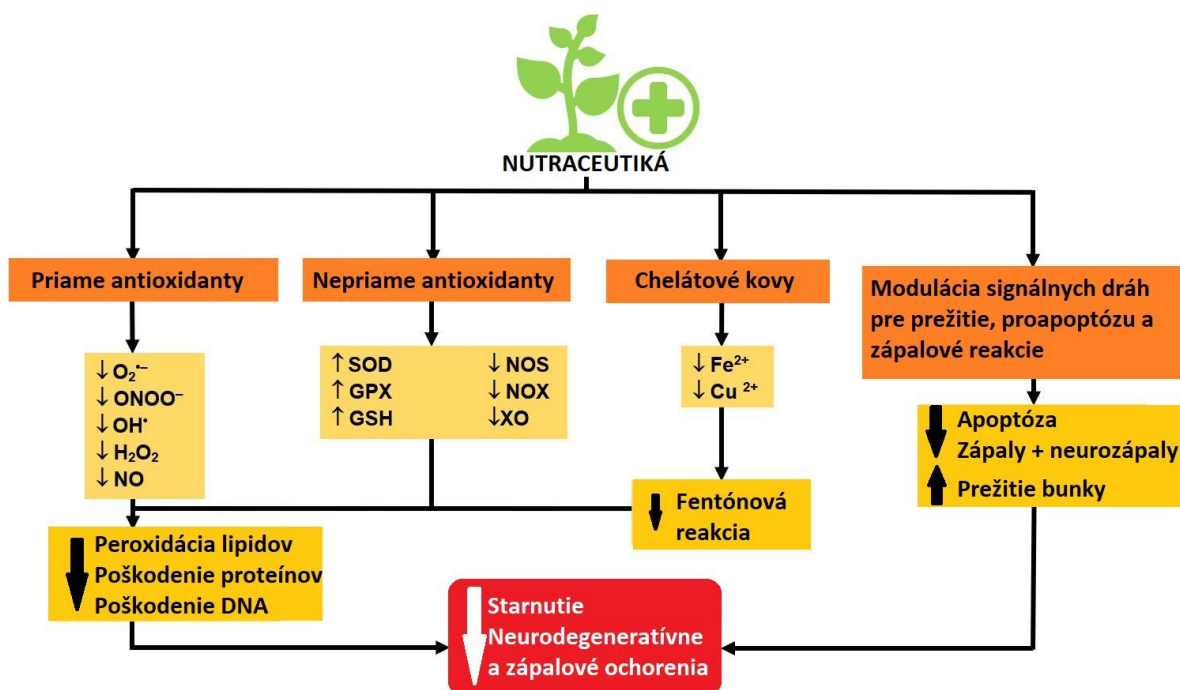 NUTRACEUTIKÁ
Priame antioxidanty
Nepriame antioxidanty
Chelátové kovy
Modulácia signálnych dráh
pre prežitie, proapoptózu a
zápalové reakcie
↓ O₂•–
↓ ONOO–
↓ OH•
↓ H₂O₂
↓ NO
↑ SOD ↓ NOS
↑ GPX ↓ NOX
↑ GSH ↓XO
↓ Fe²⁺
↓ Cu ²⁺
Apoptóza
Zápaly + neurozápaly
Prežitie bunky
Fentónová
reakcia
Peroxidácia lipidov
Poškodenie proteínov
Poškodenie DNA
Starnutie
Neurodegeneratívne
a zápalové ochorenia